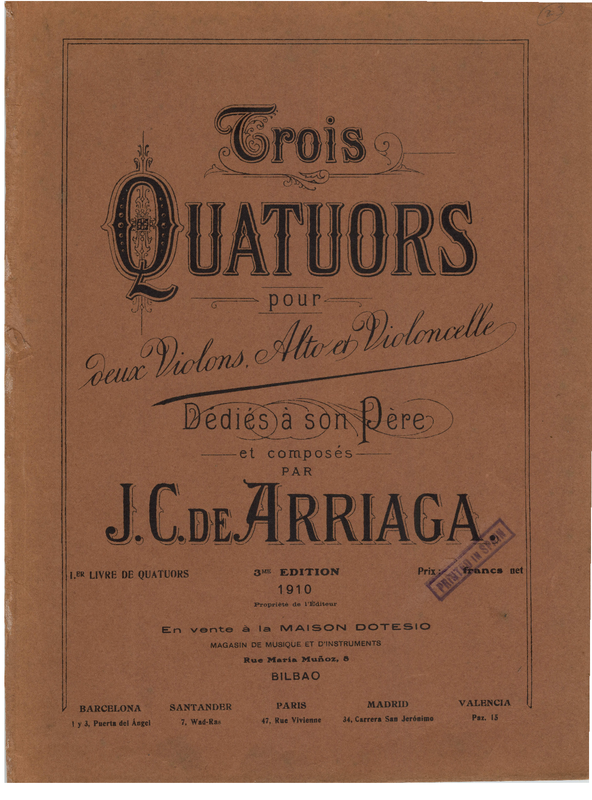 Trois
QUATUORS
pour
deux Violons, Alto et Violoncelle
Dédiés à son Père
et composés
PAR
J. C. DE ARRIAGA.
1.ER LIVRE DE QUATUORS
3me EDITION
Prix: francs net
PRINTED IN SPAIN
1910
Propriété de l'Éditeur
En vente à la MAISON DOTESIO
MAGASIN DE MUSIQUE ET D'INSTRUMENTS
Rue María Muñoz, 8
BILBAO
BARCELONA SANTANDER PARIS MADRID VALENCIA
1 y 3, Puerta del Ángel 7, Wad-Ras 47, Rue Vivienne 34, Carrera San Jerónimo Paz, 15